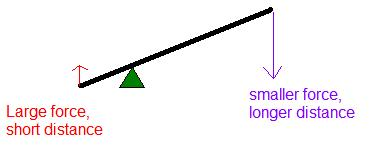 Large force,
short distance
smaller force,
longer distance